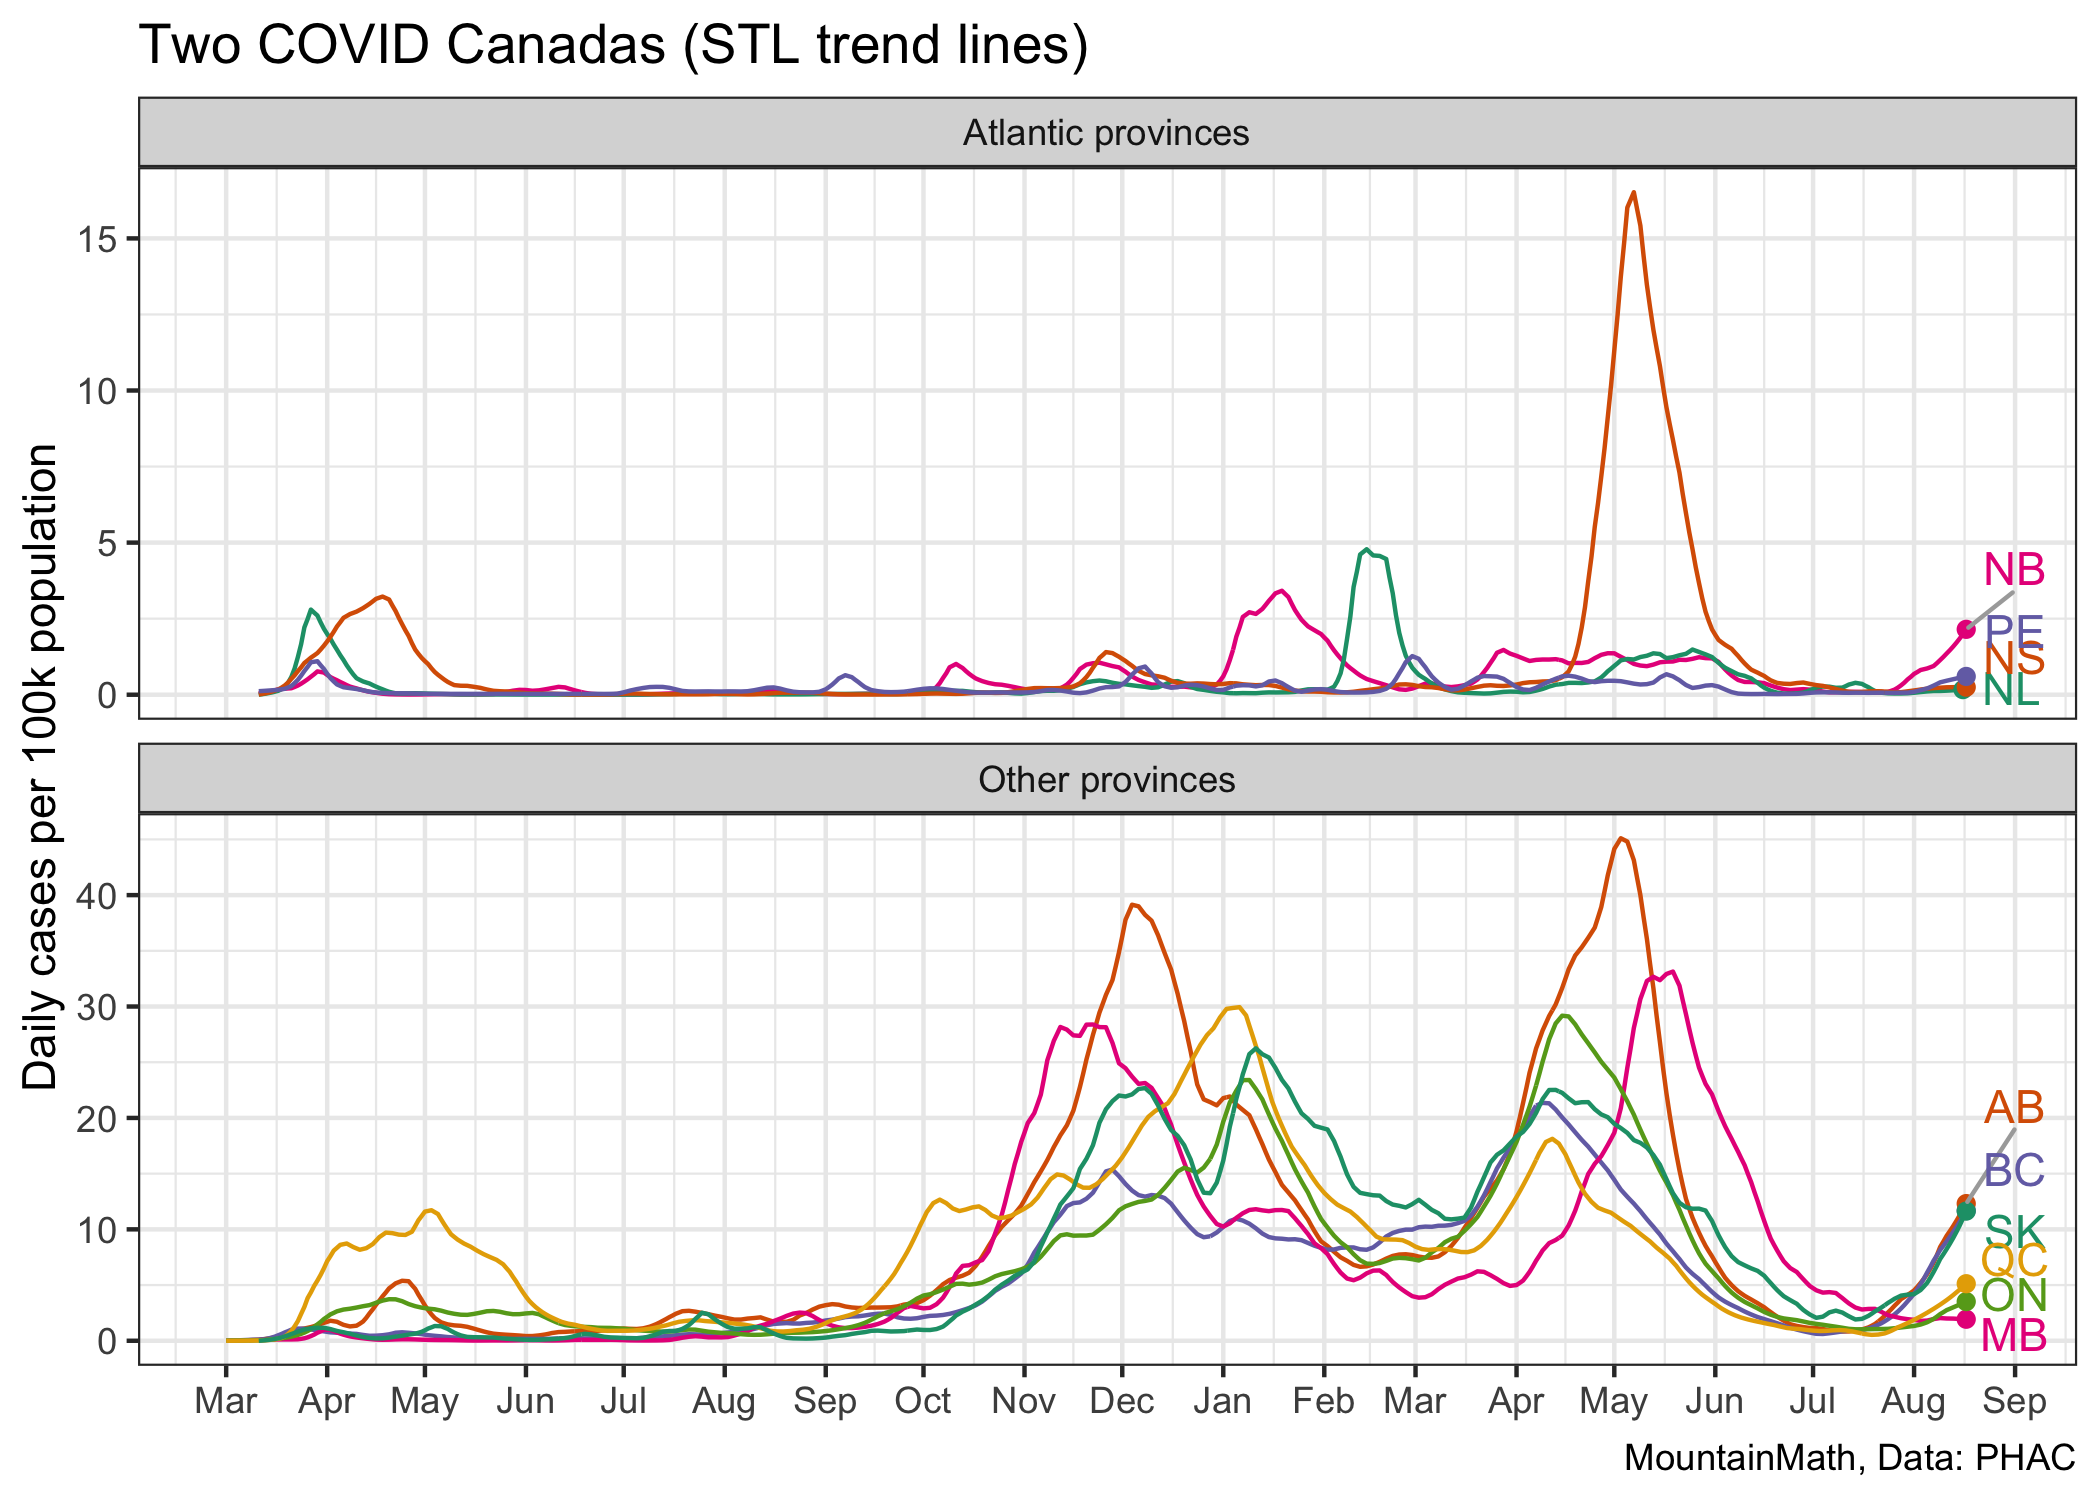 Two COVID Canadas (STL trend lines)
Atlantic provinces
15
10
5
0
NB
PE
NS
NL
Daily cases per 100k population
Other provinces
40
30
20
10
0
AB
BC
SK
QC
ON
MB
Mar Apr May Jun Jul Aug Sep Oct Nov Dec Jan Feb Mar Apr May Jun Jul Aug Sep
MountainMath, Data: PHAC